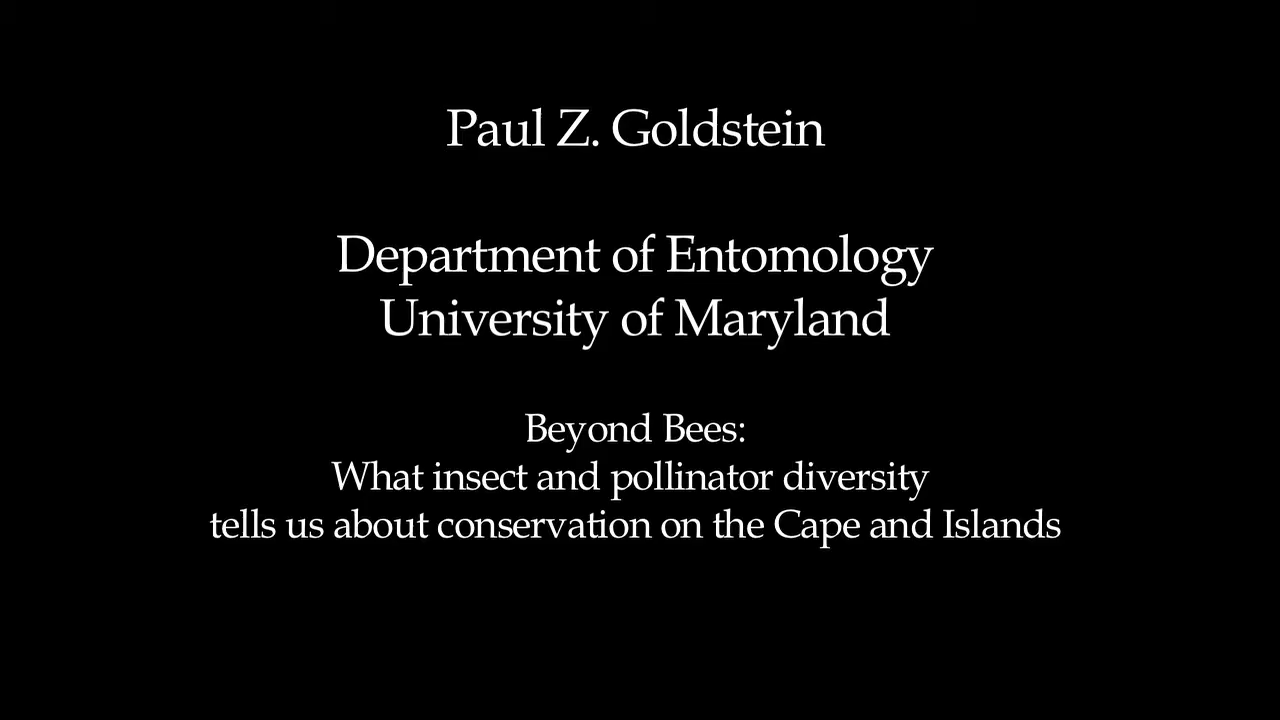 Paul Z. Goldstein
Department of Entomology
University of Maryland
Beyond Bees:
What insect and pollinator diversity
tells us about conservation on the Cape and Islands